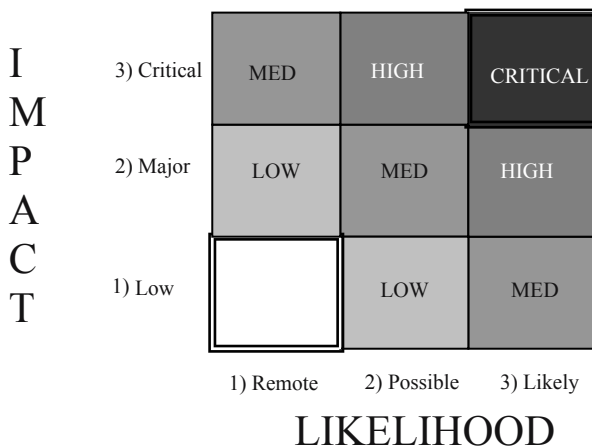 IMPACT
3) Critical MED HIGH CRITICAL
2) Major LOW MED HIGH
1) Low LOW MED
1) Remote 2) Possible 3) Likely
LIKELIHOOD